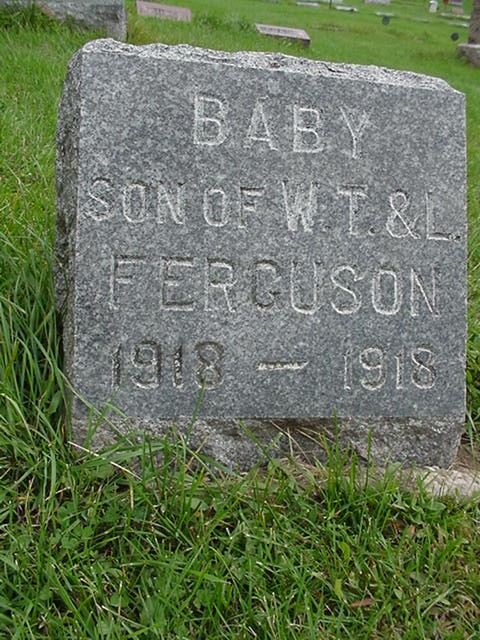 BABY
SON OF W.T. & L.
FERGUSON
1918 — 1918